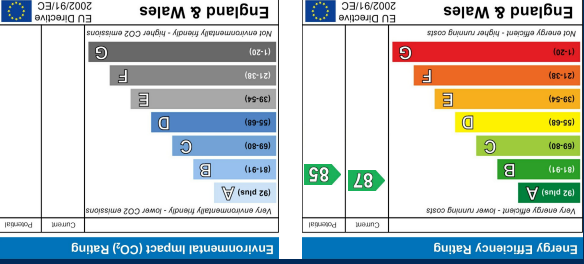 Energy Efficiency Rating
Current Potential
Very energy efficient - lower running costs
(92 plus) A
(81-91) B
(69-80) C
(55-68) D
(39-54) E
(21-38) F
(1-20) G
87
85
Not energy efficient - higher running costs
England & Wales
EU Directive
2002/91/EC
Environmental Impact (CO₂) Rating
Current Potential
Very environmentally friendly - lower CO2 emissions
(92 plus) A
(81-91) B
(69-80) C
(55-68) D
(39-54) E
(21-38) F
(1-20) G
Not environmentally friendly - higher CO2 emissions
England & Wales
EU Directive
2002/91/EC